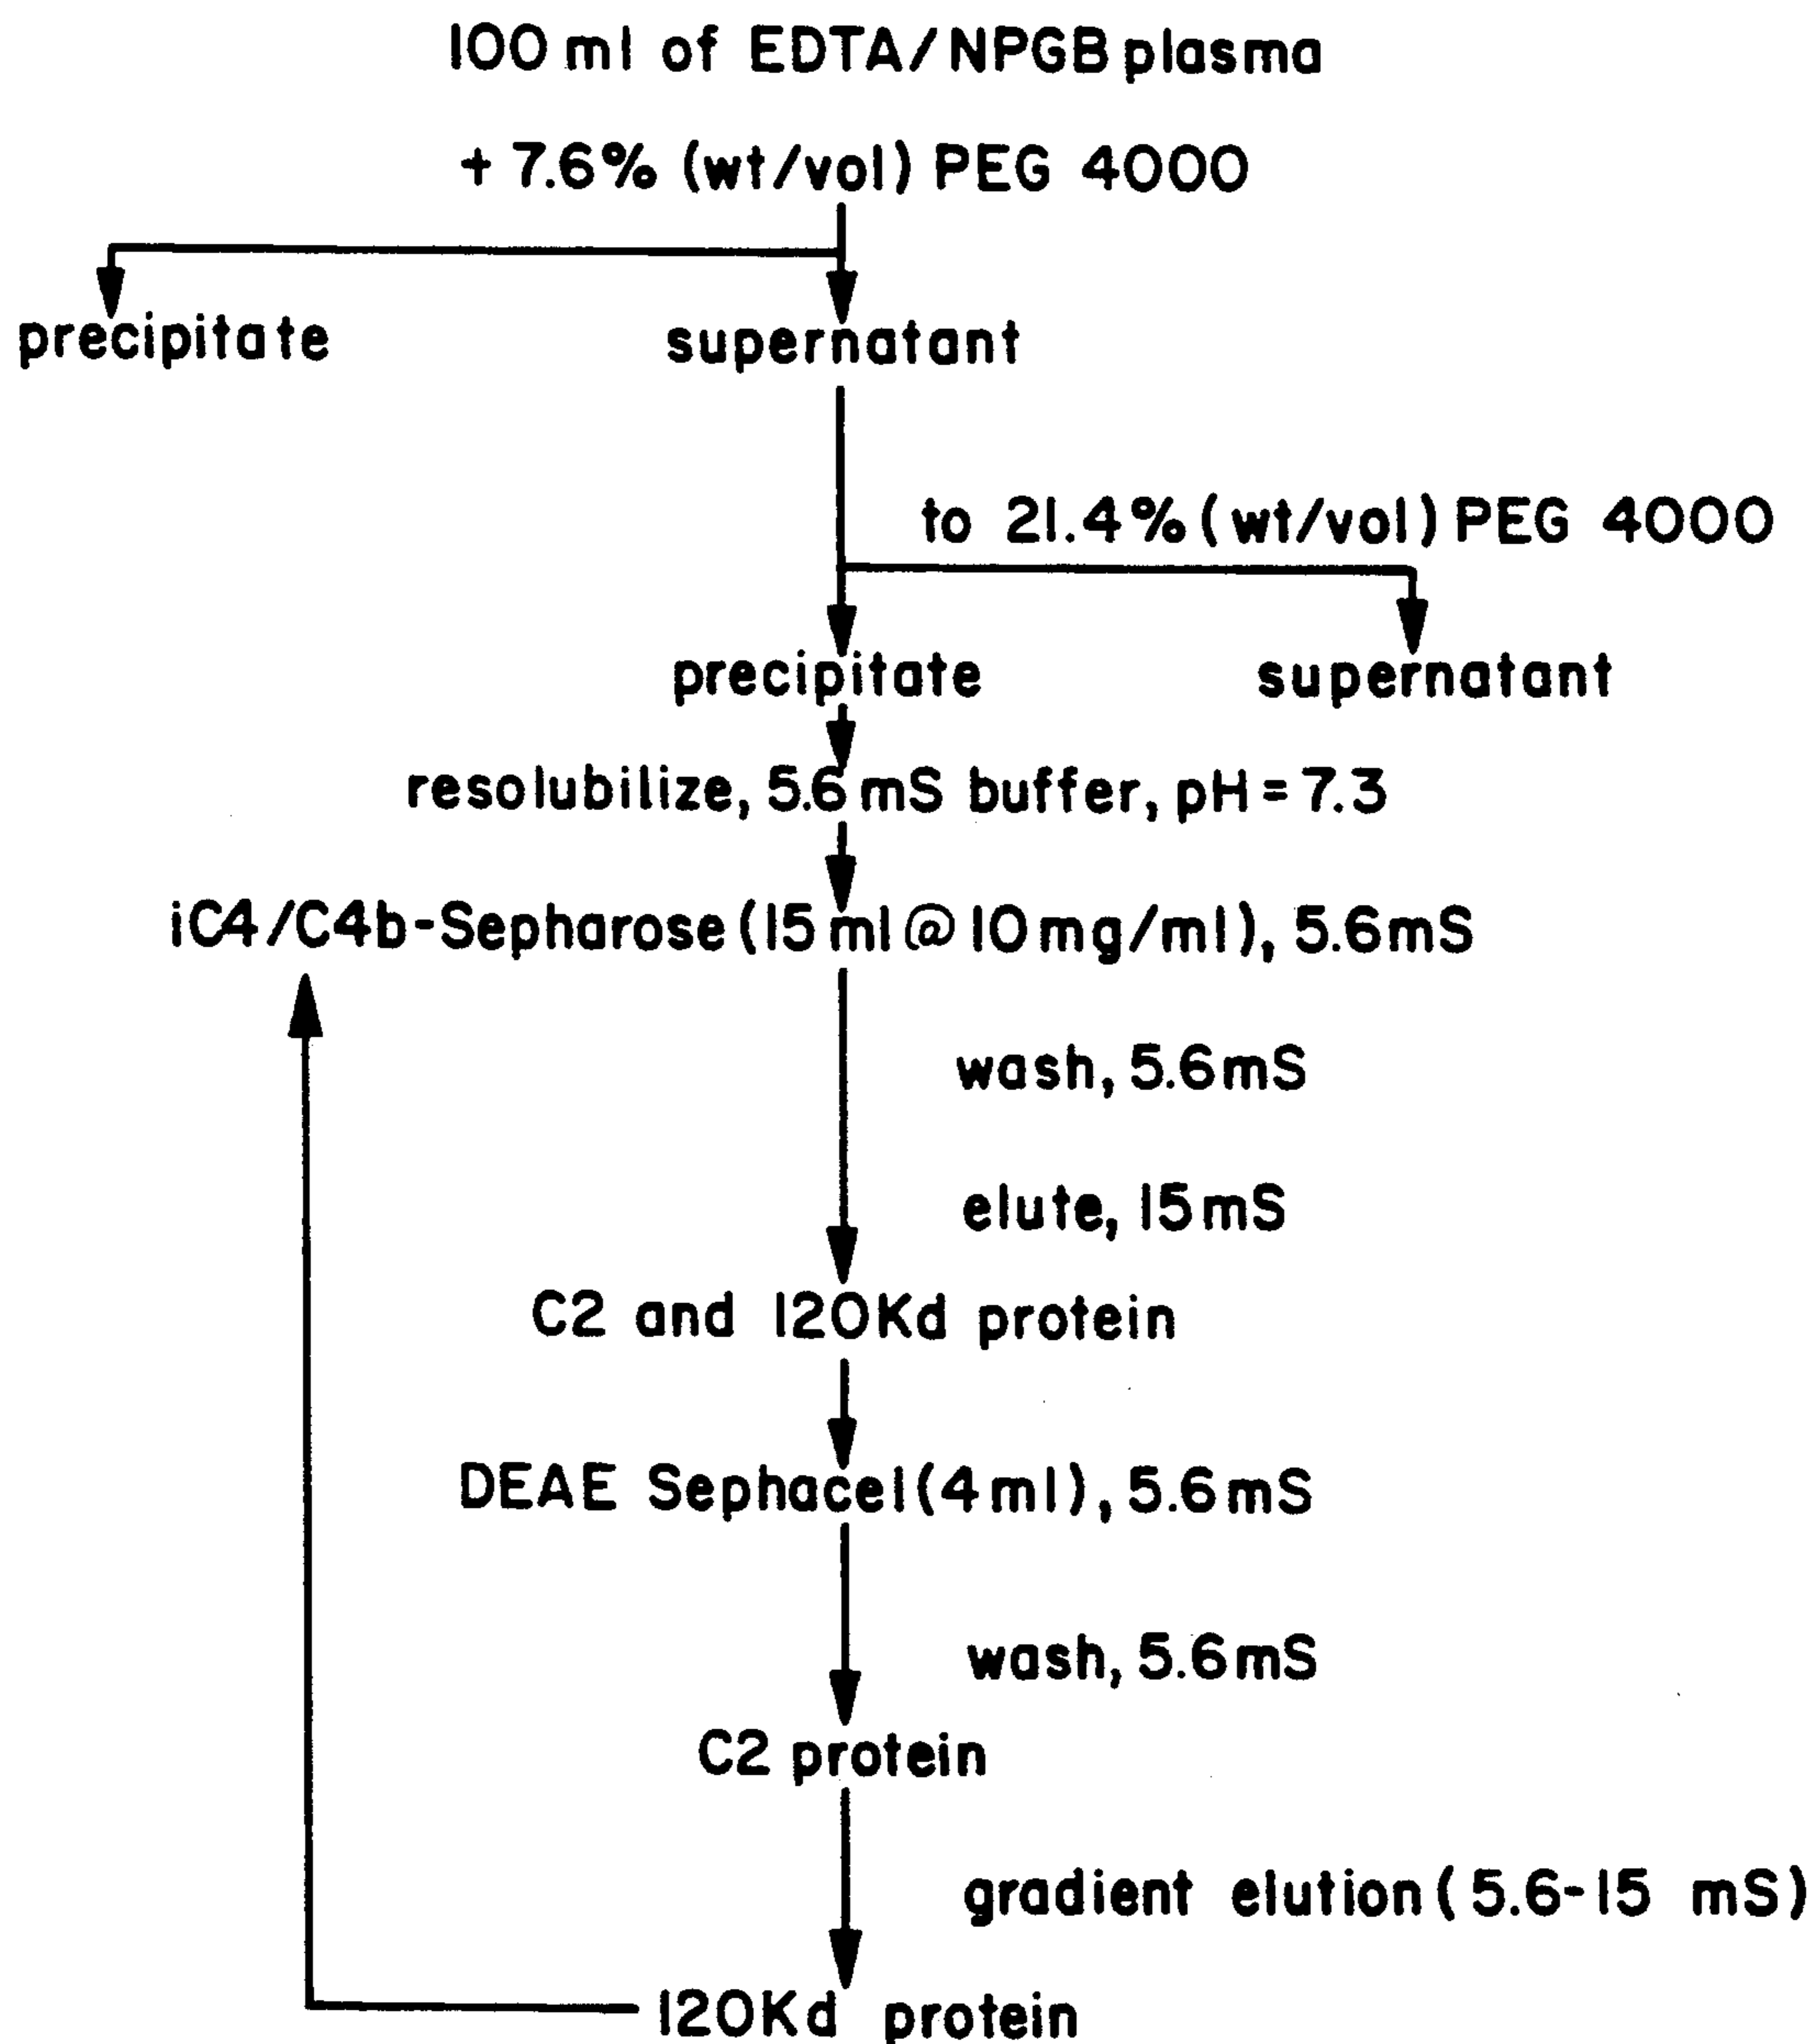 100 ml of EDTA/NPGB plasma
+ 7.6% (wt/vol) PEG 4000
precipitate
supernatant
to 21.4% (wt/vol) PEG 4000
precipitate
supernatant
resolubilize, 5.6 mS buffer, pH = 7.3
iC4/C4b-Sepharose (15 ml @ 10 mg/ml), 5.6 mS
wash, 5.6 mS
elute, 15 mS
C2 and 120Kd protein
DEAE Sephacel (4 ml), 5.6 mS
wash, 5.6 mS
C2 protein
gradient elution (5.6-15 mS)
120Kd protein